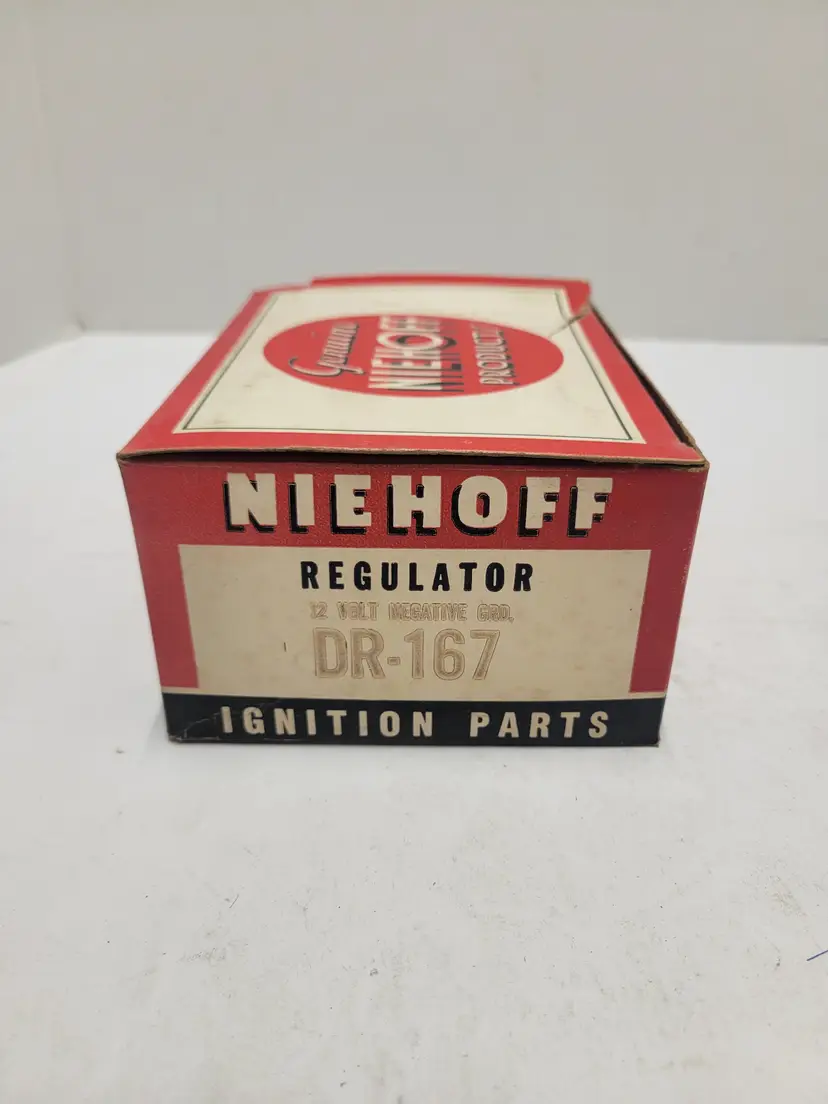 Genuine
NIEHOFF
PRODUCTS
NIEHOFF
REGULATOR
12 VOLT NEGATIVE GRD.
DR-167
IGNITION PARTS